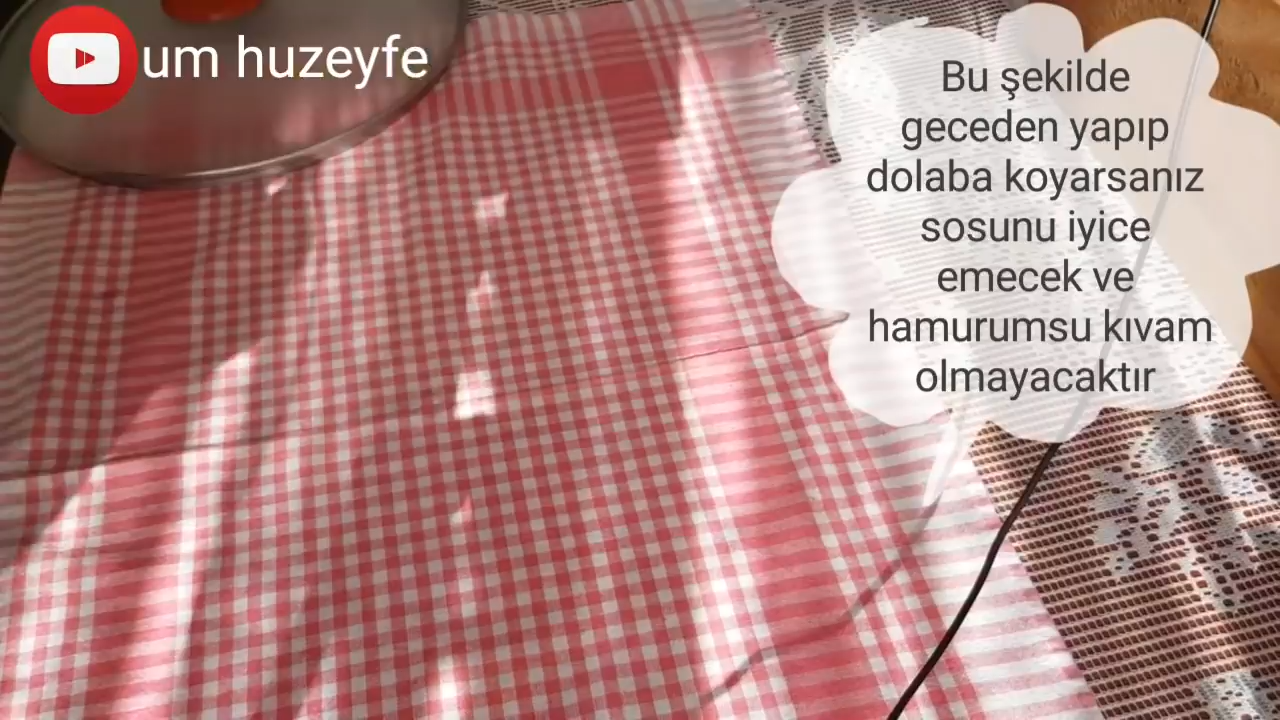 um huzeyfe
Bu şekilde
geceden yapıp
dolaba koyarsanız
sosunu iyice
emecek ve
hamurumsu kıvam
olmayacaktır